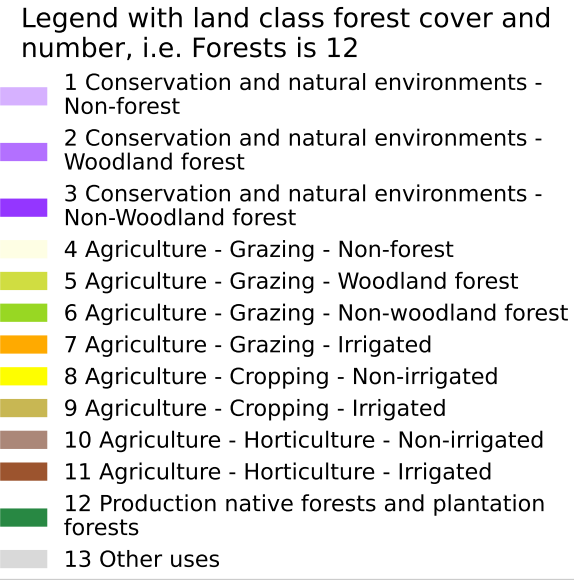 Legend with land class forest cover and
number, i.e. Forests is 12
1 Conservation and natural environments -
Non-forest
2 Conservation and natural environments -
Woodland forest
3 Conservation and natural environments -
Non-Woodland forest
4 Agriculture - Grazing - Non-forest
5 Agriculture - Grazing - Woodland forest
6 Agriculture - Grazing - Non-woodland forest
7 Agriculture - Grazing - Irrigated
8 Agriculture - Cropping - Non-irrigated
9 Agriculture - Cropping - Irrigated
10 Agriculture - Horticulture - Non-irrigated
11 Agriculture - Horticulture - Irrigated
12 Production native forests and plantation
forests
13 Other uses